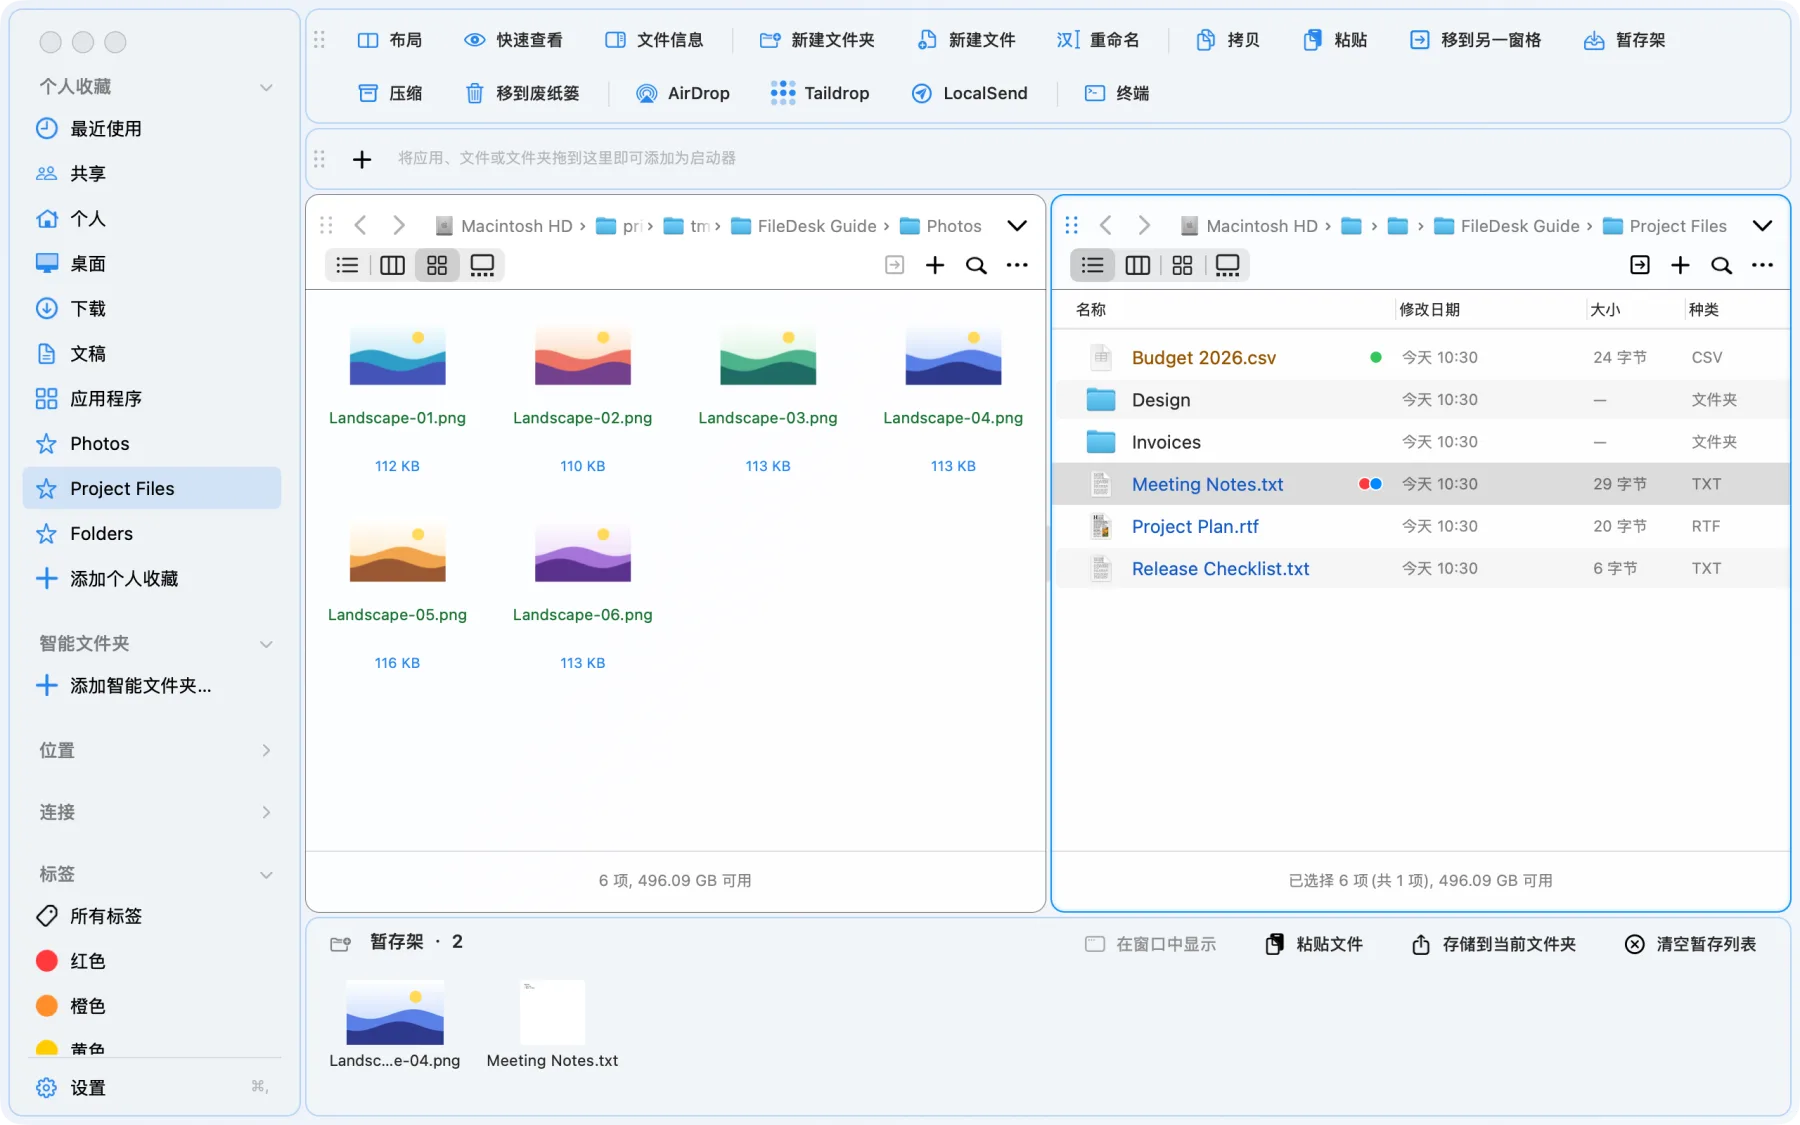 个人收藏
最近使用
共享
个人
桌面
下载
文稿
应用程序
Photos
Project Files
Folders
添加个人收藏
智能文件夹
添加智能文件夹...
位置
连接
标签
所有标签
红色
橙色
黄色
设置 ⌘,
布局 快速查看 文件信息 新建文件夹 新建文件 汉 重命名 拷贝 粘贴 移到另一窗格 暂存架
压缩 移到废纸篓 AirDrop Taildrop LocalSend 终端
将应用、文件或文件夹拖到这里即可添加为启动器
Macintosh HD › pri › tm › FileDesk Guide › Photos
Landscape-01.png Landscape-02.png Landscape-03.png Landscape-04.png
112 KB 110 KB 113 KB 113 KB
Landscape-05.png Landscape-06.png
116 KB 113 KB
6 项, 496.09 GB 可用
Macintosh HD › › › FileDesk Guide › Project Files
名称 修改日期 大小 种类
Budget 2026.csv 今天 10:30 24 字节 CSV
Design 今天 10:30 — 文件夹
Invoices 今天 10:30 — 文件夹
Meeting Notes.txt 今天 10:30 29 字节 TXT
Project Plan.rtf 今天 10:30 20 字节 RTF
Release Checklist.txt 今天 10:30 6 字节 TXT
已选择 6 项 (共 1 项), 496.09 GB 可用
暂存架 · 2 在窗口中显示 粘贴文件 存储到当前文件夹 清空暂存列表
Landsc...e-04.png Meeting Notes.txt